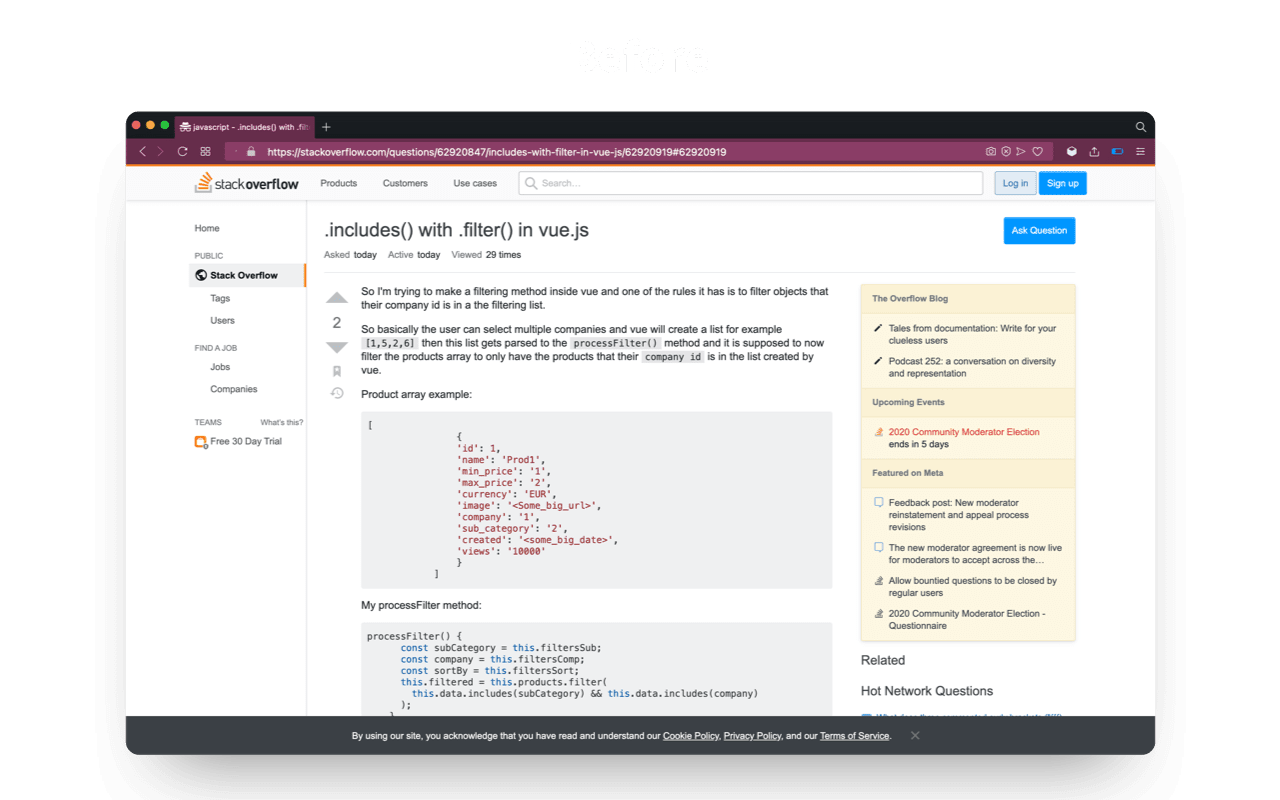 Before
javascript - .includes() with .filt
https://stackoverflow.com/questions/62920847/includes-with-filter-in-vue-js/62920919#62920919
stackoverflow
Products
Customers
Use cases
Search…
Log in
Sign up
Home
PUBLIC
Stack Overflow
Tags
Users
FIND A JOB
Jobs
Companies
TEAMS What's this?
Free 30 Day Trial
.includes() with .filter() in vue.js
Ask Question
Asked today Active today Viewed 29 times
2
So I'm trying to make a filtering method inside vue and one of the rules it has is to filter objects that
their company id is in a the filtering list.
So basically the user can select multiple companies and vue will create a list for example
[1,5,2,6] then this list gets parsed to the processFilter() method and it is supposed to now
filter the products array to only have the products that their company id is in the list created by
vue.
Product array example:
[
{
'id': 1,
'name': 'Prod1',
'min_price': '1',
'max_price': '2',
'currency': 'EUR',
'image': '<Some_big_url>',
'company': '1',
'sub_category': '2',
'created': '<some_big_date>',
'views': '10000'
}
]
My processFilter method:
processFilter() {
const subCategory = this.filtersSub;
const company = this.filtersComp;
const sortBy = this.filtersSort;
this.filtered = this.products.filter(
this.data.includes(subCategory) && this.data.includes(company)
);
}
The Overflow Blog
Tales from documentation: Write for your
clueless users
Podcast 252: a conversation on diversity
and representation
Upcoming Events
2020 Community Moderator Election
ends in 5 days
Featured on Meta
Feedback post: New moderator
reinstatement and appeal process
revisions
The new moderator agreement is now live
for moderators to accept across the…
Allow bountied questions to be closed by
regular users
2020 Community Moderator Election -
Questionnaire
Related
Hot Network Questions
By using our site, you acknowledge that you have read and understand our Cookie Policy, Privacy Policy, and our Terms of Service.